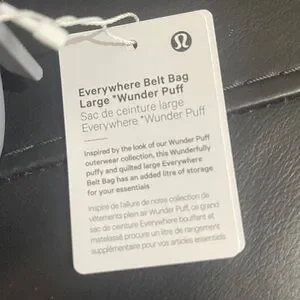 Everywhere Belt Bag
Large *Wunder Puff
Sac de ceinture large
Everywhere *Wunder Puff
Inspired by the look of our Wunder Puff
outerwear collection, this Wunderfully
puffy and quilted large Everywhere
Belt Bag has an added litre of storage
for your essentials
Inspiré de l'allure de notre collection de
vêtements plein air Wunder Puff, ce grand
sac de ceinture Everywhere bouffant et
matelassé procure un litre de rangement
supplémentaire pour vos articles essentiels